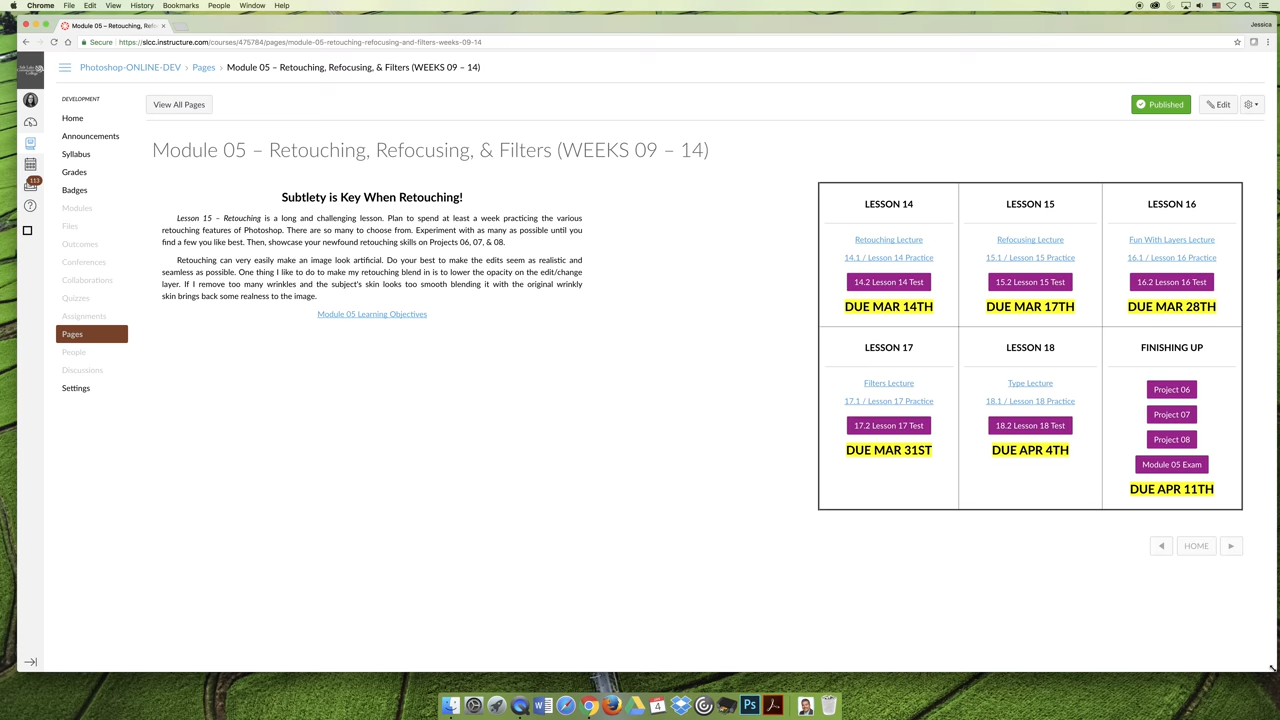 Chrome File Edit View History Bookmarks People Window Help
Module 05 – Retouching, Refo
Jessica
Secure https://slcc.instructure.com/courses/475784/pages/module-05-retouching-refocusing-and-filters-weeks-09-14
Photoshop-ONLINE-DEV › Pages › Module 05 – Retouching, Refocusing, & Filters (WEEKS 09 – 14)
DEVELOPMENT
Home
Announcements
Syllabus
Grades
Badges
Modules
Files
Outcomes
Conferences
Collaborations
Quizzes
Assignments
Pages
People
Discussions
Settings
113
View All Pages
Published
Edit
Module 05 – Retouching, Refocusing, & Filters (WEEKS 09 – 14)
Subtlety is Key When Retouching!
Lesson 15 – Retouching is a long and challenging lesson. Plan to spend at least a week practicing the various
retouching features of Photoshop. There are so many to choose from. Experiment with as many as possible until you
find a few you like best. Then, showcase your newfound retouching skills on Projects 06, 07, & 08.
Retouching can very easily make an image look artificial. Do your best to make the edits seem as realistic and
seamless as possible. One thing I like to do to make my retouching blend in is to lower the opacity on the edit/change
layer. If I remove too many wrinkles and the subject's skin looks too smooth blending it with the original wrinkly
skin brings back some realness to the image.
Module 05 Learning Objectives
LESSON 14
Retouching Lecture
14.1 / Lesson 14 Practice
14.2 Lesson 14 Test
DUE MAR 14TH
LESSON 15
Refocusing Lecture
15.1 / Lesson 15 Practice
15.2 Lesson 15 Test
DUE MAR 17TH
LESSON 16
Fun With Layers Lecture
16.1 / Lesson 16 Practice
16.2 Lesson 16 Test
DUE MAR 28TH
LESSON 17
Filters Lecture
17.1 / Lesson 17 Practice
17.2 Lesson 17 Test
DUE MAR 31ST
LESSON 18
Type Lecture
18.1 / Lesson 18 Practice
18.2 Lesson 18 Test
DUE APR 4TH
FINISHING UP
Project 06
Project 07
Project 08
Module 05 Exam
DUE APR 11TH
HOME
4
Ps